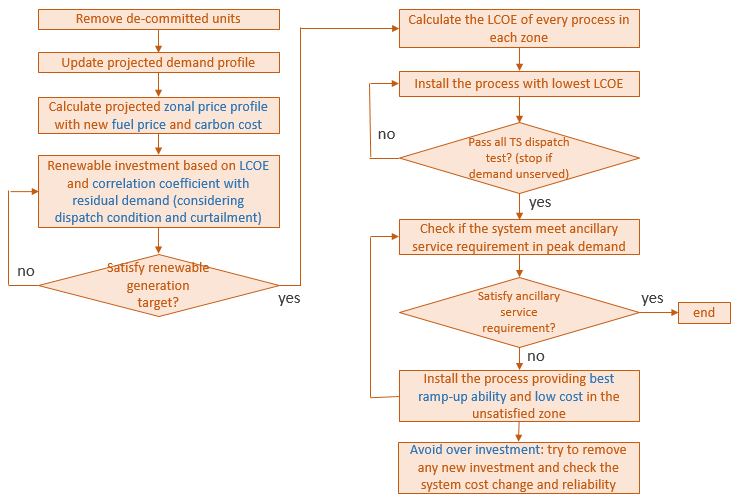 Remove de-committed units
Update projected demand profile
Calculate projected zonal price profile
with new fuel price and carbon cost
Renewable investment based on LCOE
and correlation coefficient with
residual demand (considering
dispatch condition and curtailment)
no
Satisfy renewable
generation
target?
yes
Calculate the LCOE of every process in
each zone
Install the process with lowest LCOE
no
Pass all TS dispatch
test? (stop if
demand unserved)
yes
Check if the system meet ancillary
service requirement in peak demand
Satisfy ancillary
service
requirement?
yes
end
no
Install the process providing best
ramp-up ability and low cost in the
unsatisfied zone
Avoid over investment: try to remove
any new investment and check the
system cost change and reliability